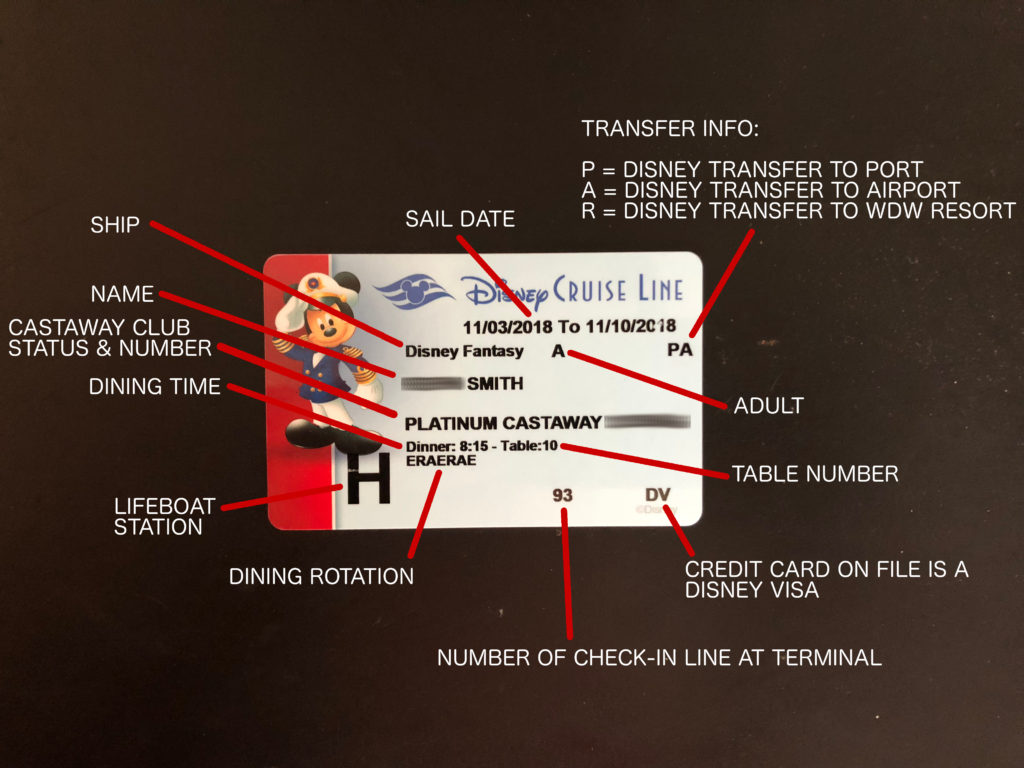 TRANSFER INFO:
P = DISNEY TRANSFER TO PORT
A = DISNEY TRANSFER TO AIRPORT
R = DISNEY TRANSFER TO WDW RESORT
SHIP
SAIL DATE
NAME
CASTAWAY CLUB
STATUS & NUMBER
DINING TIME
LIFEBOAT
STATION
DINING ROTATION
Disney CRUISE LINE
11/03/2018 To 11/10/2018
Disney Fantasy A PA
SMITH
PLATINUM CASTAWAY
Dinner: 8:15 - Table:10
ERAERAE
H
93 DV
©Disney
ADULT
TABLE NUMBER
CREDIT CARD ON FILE IS A
DISNEY VISA
NUMBER OF CHECK-IN LINE AT TERMINAL